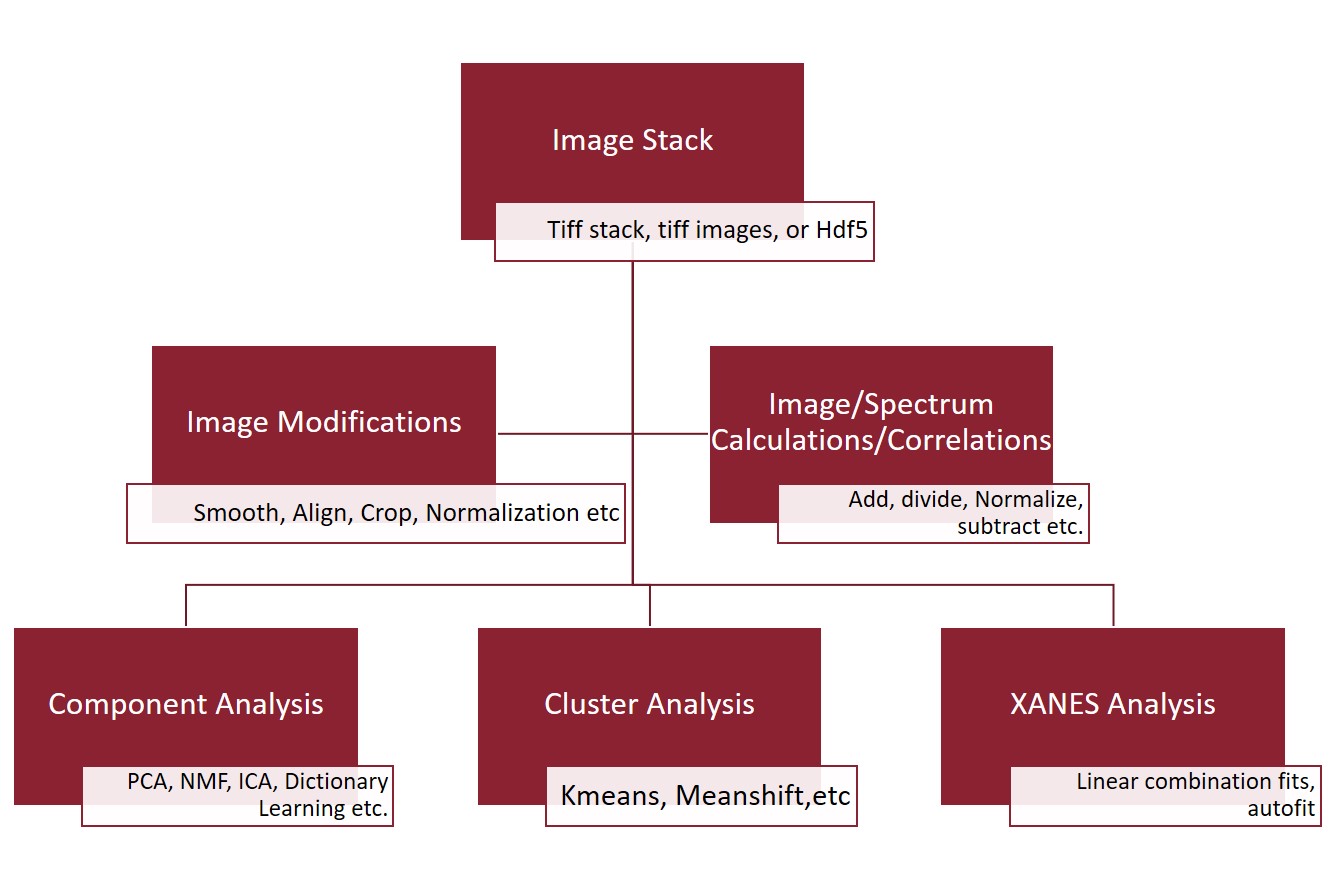 Image Stack
Tiff stack, tiff images, or Hdf5
Image Modifications
Smooth, Align, Crop, Normalization etc
Image/Spectrum
Calculations/Correlations
Add, divide, Normalize,
subtract etc.
Component Analysis
PCA, NMF, ICA, Dictionary
Learning etc.
Cluster Analysis
Kmeans, Meanshift,etc
XANES Analysis
Linear combination fits,
autofit